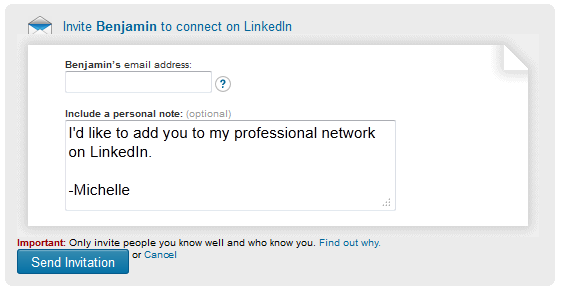 Invite Benjamin to connect on LinkedIn
Benjamin's email address:
?
Include a personal note: (optional)
I'd like to add you to my professional network
on LinkedIn.
-Michelle
Important: Only invite people you know well and who know you. Find out why.
Send Invitation or Cancel